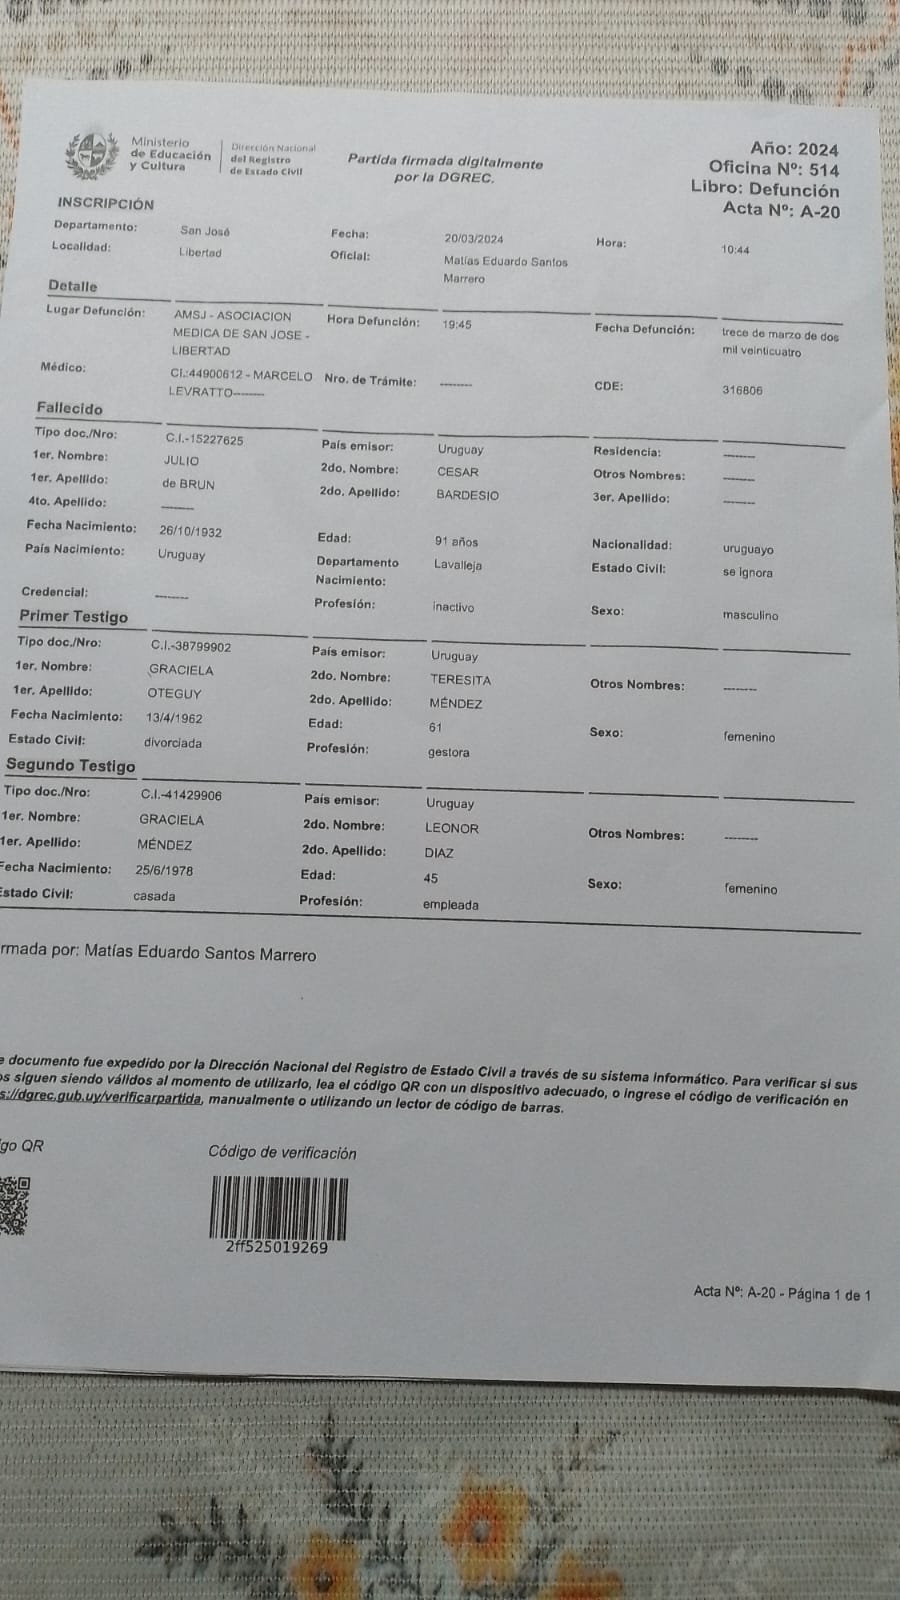 Ministerio
de Educación
y Cultura
Dirección Nacional
del Registro
de Estado Civil
Partida firmada digitalmente
por la DGREC.
Año: 2024
Oficina Nº: 514
Libro: Defunción
Acta Nº: A-20
INSCRIPCIÓN
Departamento: San José Fecha: 20/03/2024 Hora: 10:44
Localidad: Libertad Oficial: Matías Eduardo Santos
Marrero
Detalle
Lugar Defunción: AMSJ - ASOCIACION Hora Defunción: 19:45 Fecha Defunción: trece de marzo de dos
MEDICA DE SAN JOSE - mil veinticuatro
LIBERTAD
Médico: CI.:44900612 - MARCELO Nro. de Trámite: -------- CDE: 316806
LEVRATTO--------
Fallecido
Tipo doc./Nro: C.I.-15227625 País emisor: Uruguay Residencia: --------
1er. Nombre: JULIO 2do. Nombre: CESAR Otros Nombres: --------
1er. Apellido: de BRUN 2do. Apellido: BARDESIO 3er. Apellido: --------
4to. Apellido: --------
Fecha Nacimiento: 26/10/1932 Edad: 91 años Nacionalidad: uruguayo
País Nacimiento: Uruguay Departamento Lavalleja Estado Civil: se ignora
Nacimiento:
Credencial: -------- Profesión: inactivo Sexo: masculino
Primer Testigo
Tipo doc./Nro: C.I.-38799902 País emisor: Uruguay
1er. Nombre: GRACIELA 2do. Nombre: TERESITA Otros Nombres: --------
1er. Apellido: OTEGUY 2do. Apellido: MÉNDEZ
Fecha Nacimiento: 13/4/1962 Edad: 61 Sexo: femenino
Estado Civil: divorciada Profesión: gestora
Segundo Testigo
Tipo doc./Nro: C.I.-41429906 País emisor: Uruguay
1er. Nombre: GRACIELA 2do. Nombre: LEONOR Otros Nombres: --------
1er. Apellido: MÉNDEZ 2do. Apellido: DIAZ
Fecha Nacimiento: 25/6/1978 Edad: 45 Sexo: femenino
Estado Civil: casada Profesión: empleada
rmada por: Matías Eduardo Santos Marrero
e documento fue expedido por la Dirección Nacional del Registro de Estado Civil a través de su sistema informático. Para verificar si sus
os siguen siendo válidos al momento de utilizarlo, lea el código QR con un dispositivo adecuado, o ingrese el código de verificación en
s://dgrec.gub.uy/verificarpartida, manualmente o utilizando un lector de código de barras.
igo QR
Código de verificación
2ff525019269
Acta Nº: A-20 - Página 1 de 1